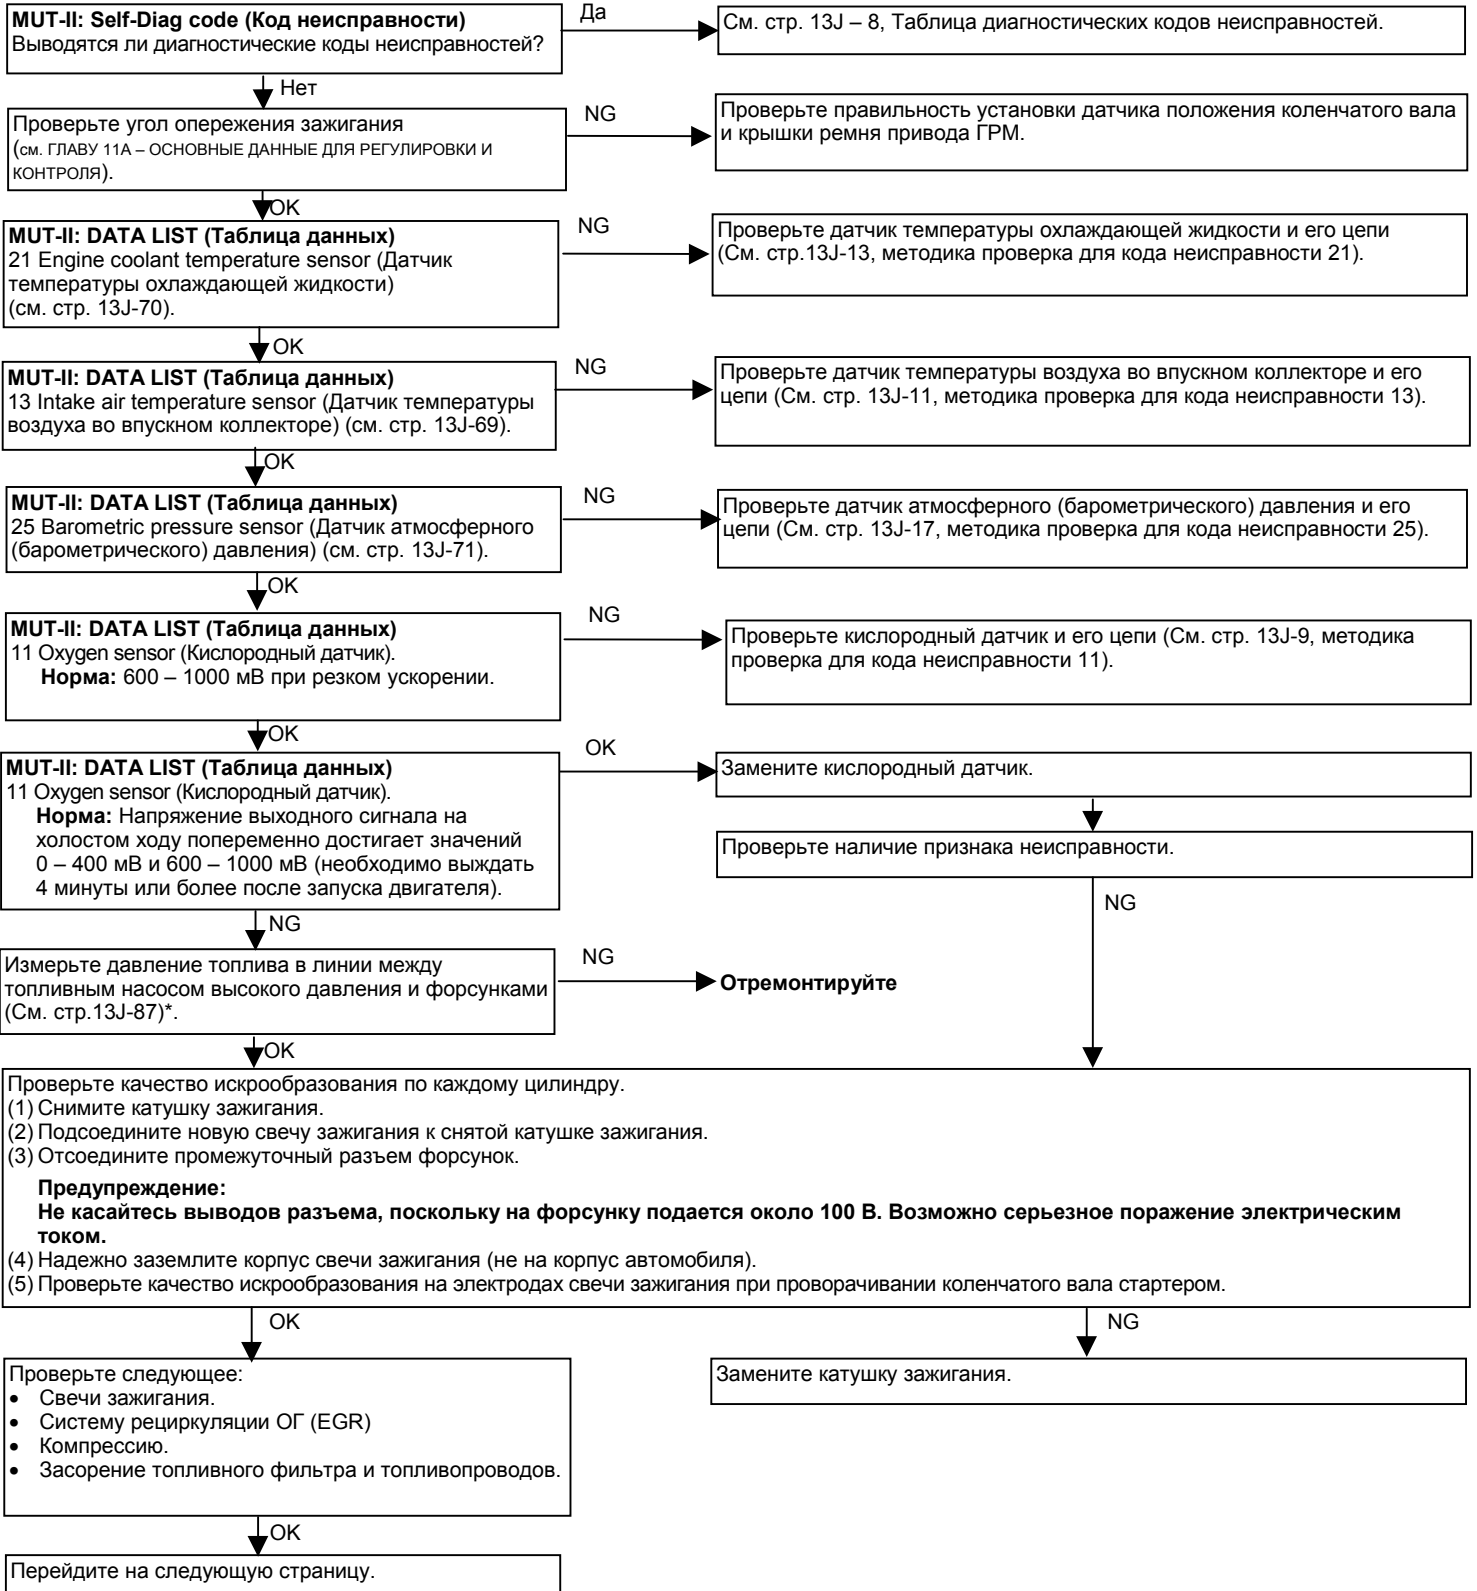 MUT-II: Self-Diag code (Код неисправности)
Выводятся ли диагностические коды неисправностей?
Да
См. стр. 13J – 8, Таблица диагностических кодов неисправностей.
Нет
Проверьте угол опережения зажигания
(см. ГЛАВУ 11А – ОСНОВНЫЕ ДАННЫЕ ДЛЯ РЕГУЛИРОВКИ И
КОНТРОЛЯ).
NG
Проверьте правильность установки датчика положения коленчатого вала
и крышки ремня привода ГРМ.
OK
MUT-II: DATA LIST (Таблица данных)
21 Engine coolant temperature sensor (Датчик
температуры охлаждающей жидкости)
(см. стр. 13J-70).
NG
Проверьте датчик температуры охлаждающей жидкости и его цепи
(См. стр.13J-13, методика проверка для кода неисправности 21).
OK
MUT-II: DATA LIST (Таблица данных)
13 Intake air temperature sensor (Датчик температуры
воздуха во впускном коллекторе) (см. стр. 13J-69).
NG
Проверьте датчик температуры воздуха во впускном коллекторе и его
цепи (См. стр. 13J-11, методика проверка для кода неисправности 13).
OK
MUT-II: DATA LIST (Таблица данных)
25 Barometric pressure sensor (Датчик атмосферного
(барометрического) давления) (см. стр. 13J-71).
NG
Проверьте датчик атмосферного (барометрического) давления и его
цепи (См. стр. 13J-17, методика проверка для кода неисправности 25).
OK
MUT-II: DATA LIST (Таблица данных)
11 Oxygen sensor (Кислородный датчик).
Норма: 600 – 1000 мВ при резком ускорении.
NG
Проверьте кислородный датчик и его цепи (См. стр. 13J-9, методика
проверка для кода неисправности 11).
OK
MUT-II: DATA LIST (Таблица данных)
11 Oxygen sensor (Кислородный датчик).
Норма: Напряжение выходного сигнала на
холостом ходу попеременно достигает значений
0 – 400 мВ и 600 – 1000 мВ (необходимо выждать
4 минуты или более после запуска двигателя).
OK
Замените кислородный датчик.
Проверьте наличие признака неисправности.
NG
NG
Измерьте давление топлива в линии между
топливным насосом высокого давления и форсунками
(См. стр.13J-87)*.
NG
Отремонтируйте
OK
Проверьте качество искрообразования по каждому цилиндру.
(1) Снимите катушку зажигания.
(2) Подсоедините новую свечу зажигания к снятой катушке зажигания.
(3) Отсоедините промежуточный разъем форсунок.
Предупреждение:
Не касайтесь выводов разъема, поскольку на форсунку подается около 100 В. Возможно серьезное поражение электрическим
током.
(4) Надежно заземлите корпус свечи зажигания (не на корпус автомобиля).
(5) Проверьте качество искрообразования на электродах свечи зажигания при проворачивании коленчатого вала стартером.
OK
NG
Проверьте следующее:
• Свечи зажигания.
• Систему рециркуляции ОГ (EGR)
• Компрессию.
• Засорение топливного фильтра и топливопроводов.
Замените катушку зажигания.
OK
Перейдите на следующую страницу.